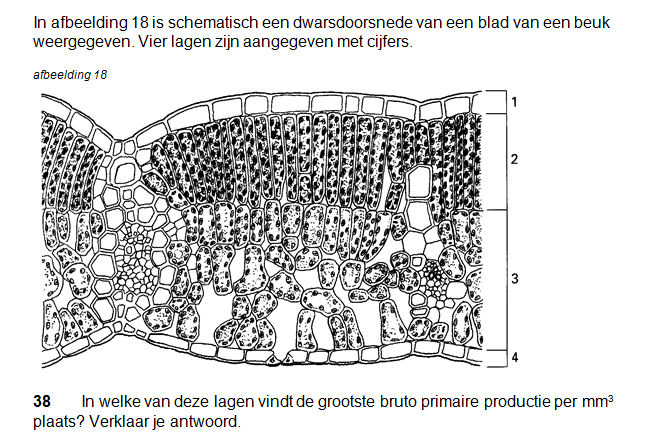 In afbeelding 18 is schematisch een dwarsdoorsnede van een blad van een beuk
weergegeven. Vier lagen zijn aangegeven met cijfers.
afbeelding 18
1
2
3
4
38 In welke van deze lagen vindt de grootste bruto primaire productie per mm³
plaats? Verklaar je antwoord.